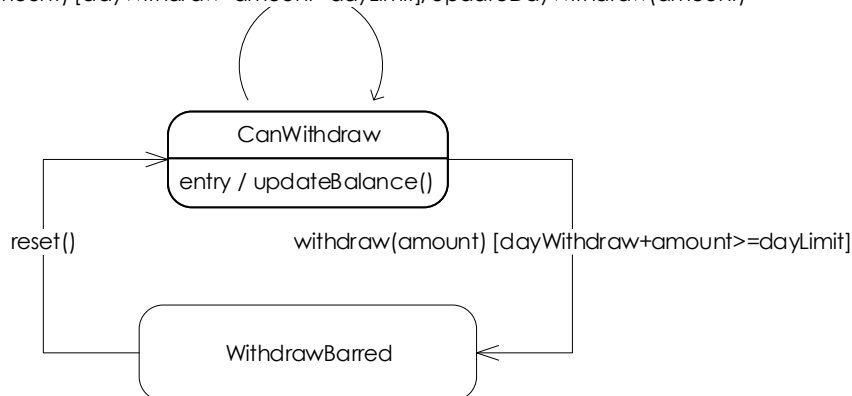 CanWithdraw
entry / updateBalance()
reset()
withdraw(amount) [dayWithdraw+amount>=dayLimit]
WithdrawBarred